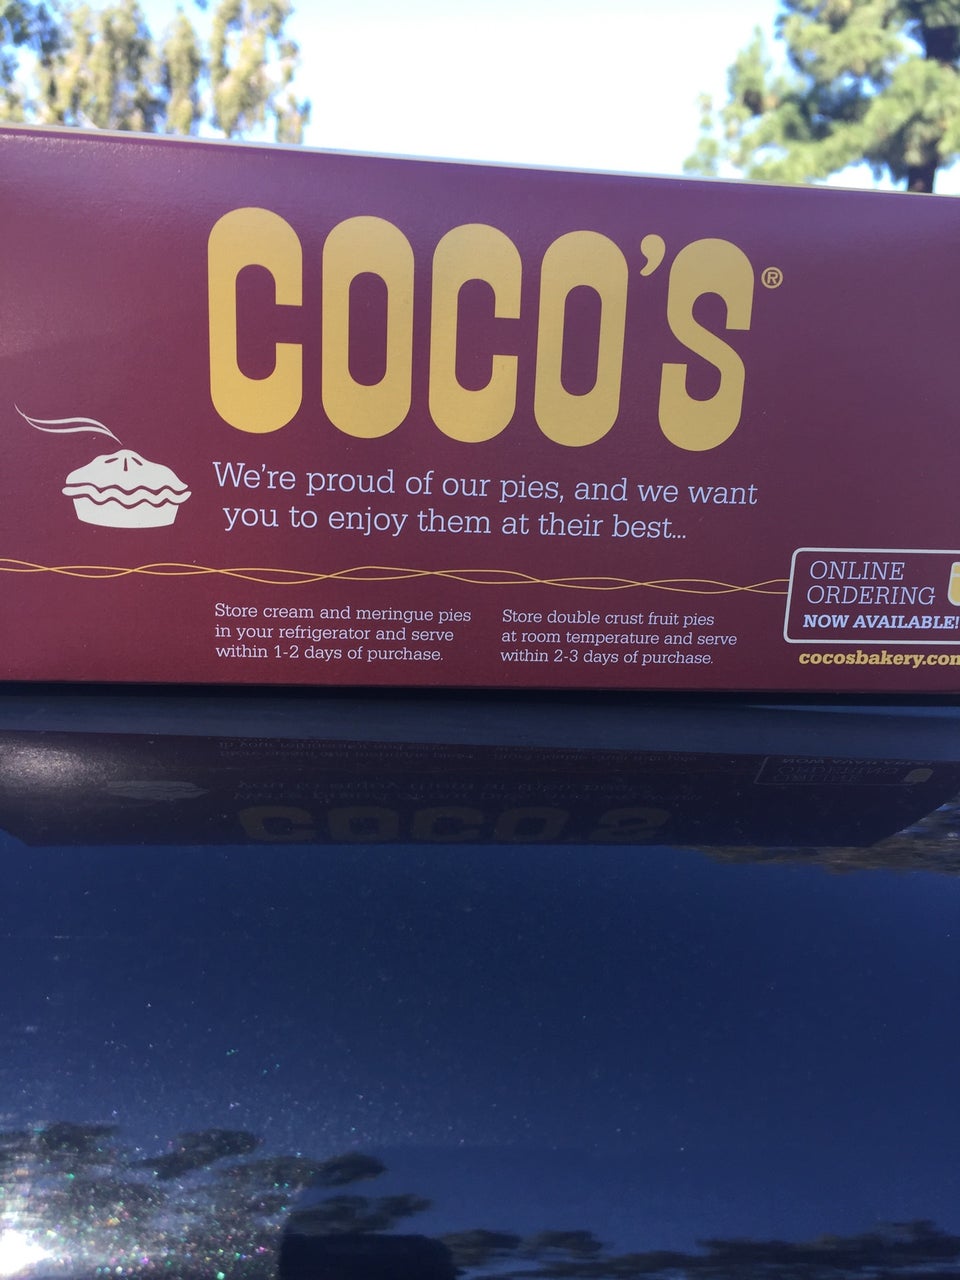 COCO'S®
We're proud of our pies, and we want
you to enjoy them at their best...
Store cream and meringue pies
in your refrigerator and serve
within 1-2 days of purchase.
Store double crust fruit pies
at room temperature and serve
within 2-3 days of purchase.
ONLINE
ORDERING
NOW AVAILABLE!
cocosbakery.com